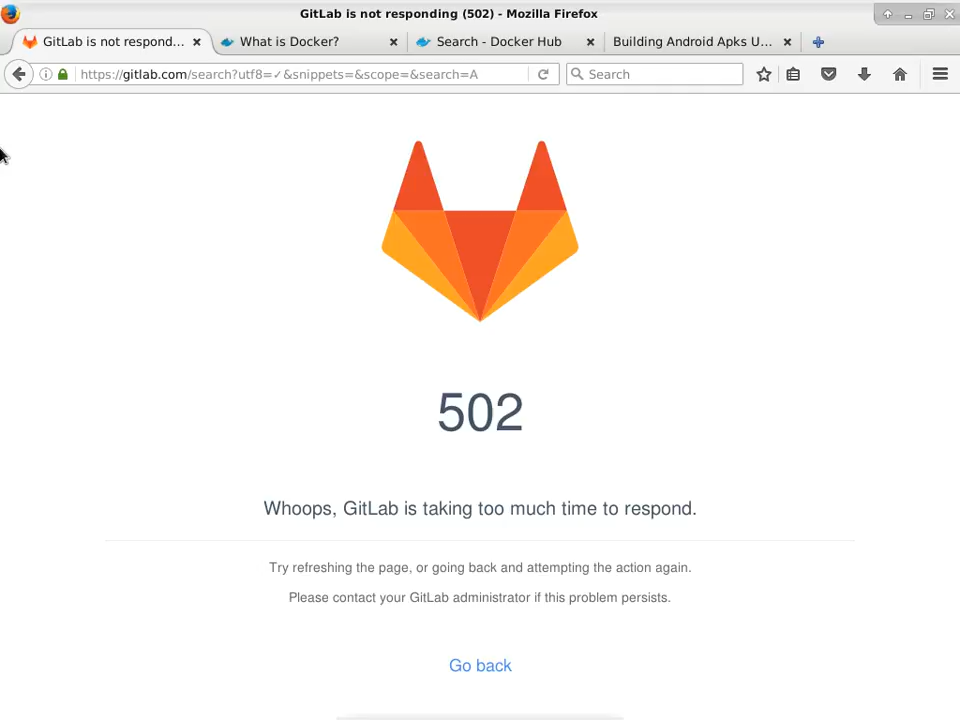 GitLab is not responding (502) - Mozilla Firefox
GitLab is not respond...
What is Docker?
Search - Docker Hub
Building Android Apks U...
https://gitlab.com/search?utf8=✓&snippets=&scope=&search=A
Search
502
Whoops, GitLab is taking too much time to respond.
Try refreshing the page, or going back and attempting the action again.
Please contact your GitLab administrator if this problem persists.
Go back